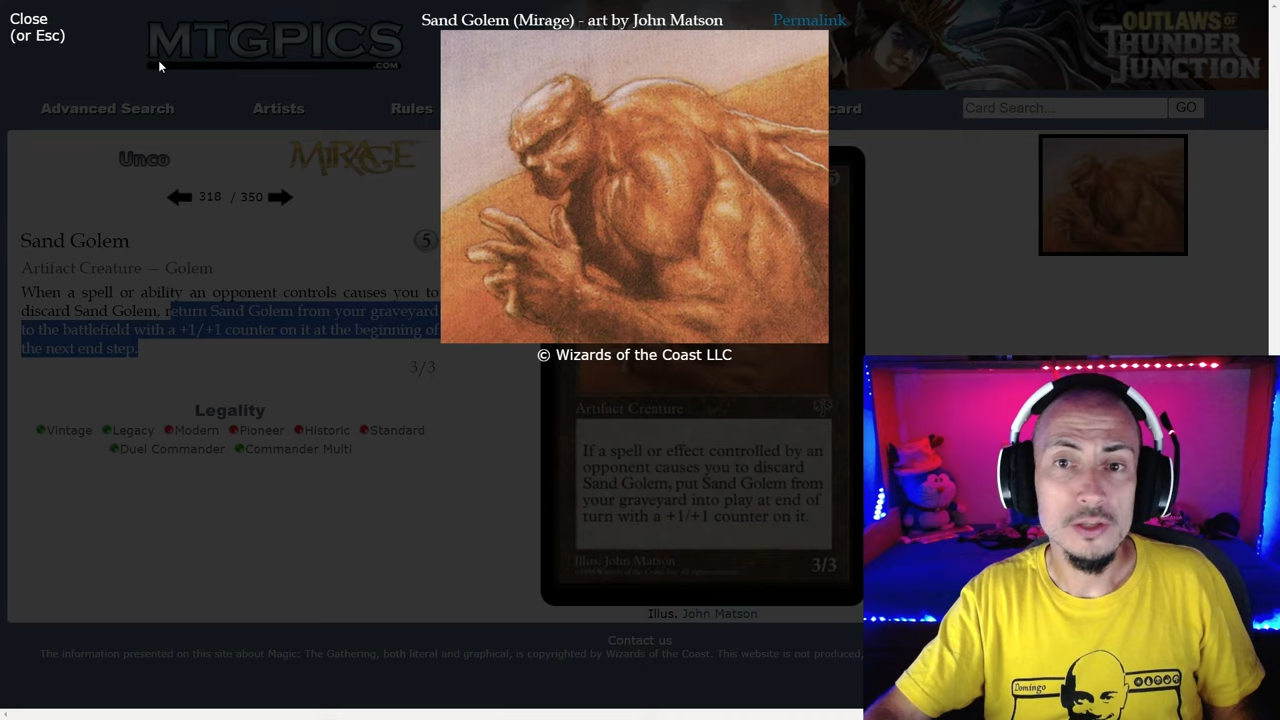 Close
(or Esc)
Sand Golem (Mirage) - art by John Matson
Permalink
MTGPICS
.COM
OUTLAWS OF
THUNDER
JUNCTION
Advanced Search
Artists
Rules
card
Card Search...
GO
Unco
MIRAGE
318 / 350
Sand Golem
5
Artifact Creature – Golem
When a spell or ability an opponent controls causes you to
discard Sand Golem, return Sand Golem from your graveyard
to the battlefield with a +1/+1 counter on it at the beginning of
the next end step.
3/3
Legality
Vintage Legacy Modern Pioneer Historic Standard
Duel Commander Commander Multi
© Wizards of the Coast LLC
5
Artifact Creature
If a spell or effect controlled by an
opponent causes you to discard
Sand Golem, put Sand Golem from
your graveyard into play at end of
turn with a +1/+1 counter on it.
Illus. John Matson
3/3
Illus. John Matson
Contact us
The information presented on this site about Magic: The Gathering, both literal and graphical, is copyrighted by Wizards of the Coast. This website is not produced,
Domingo